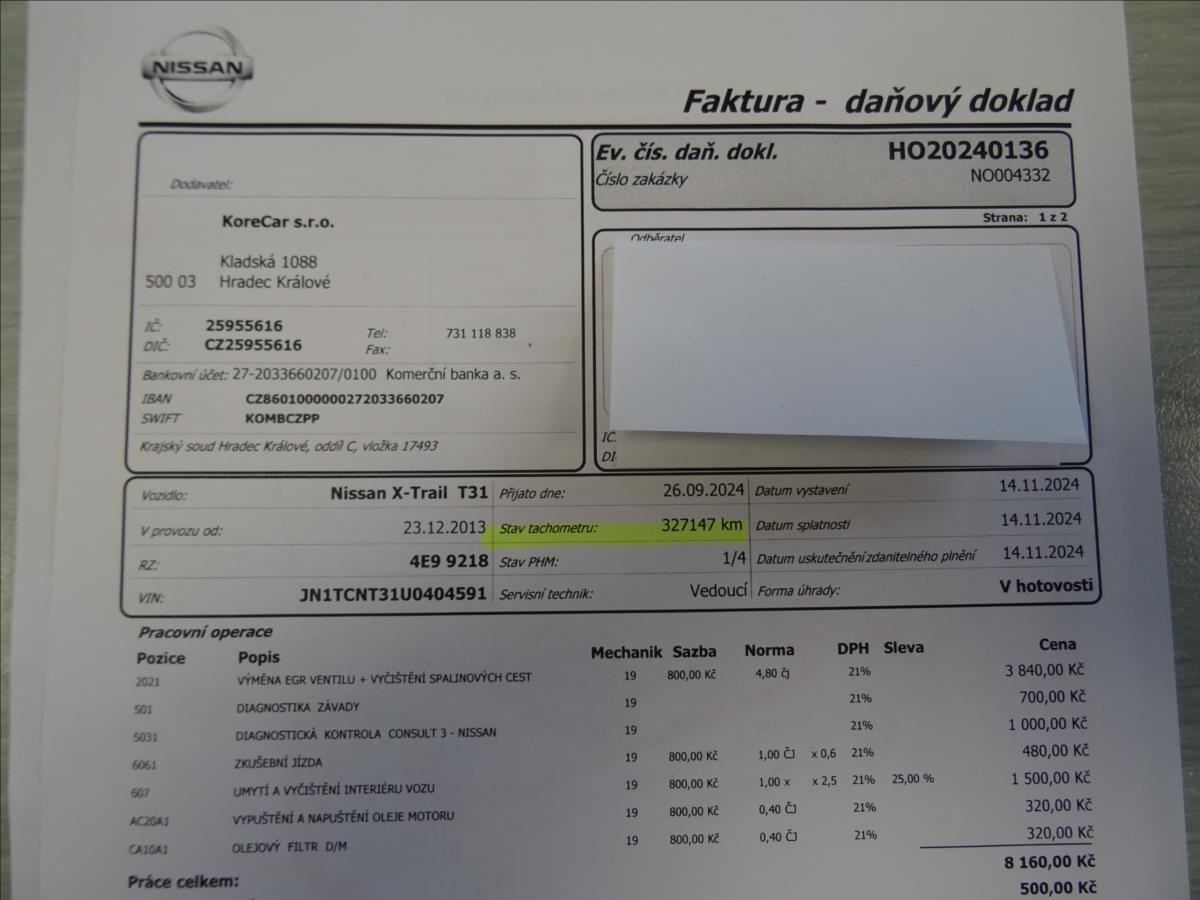 NISSAN
Faktura - daňový doklad
Dodavatel:
KoreCar s.r.o.
Kladská 1088
500 03 Hradec Králové
IČ: 25955616
DIČ: CZ25955616
Tel: 731 118 838
Fax:
Bankovní účet: 27-2033660207/0100 Komerční banka a. s.
IBAN CZ8601000000272033660207
SWIFT KOMBCZPP
Krajský soud Hradec Králové, oddíl C, vložka 17493
Ev. čís. daň. dokl. HO20240136
Číslo zakázky NO004332
Strana: 1 z 2
Odběratel
IČ:
DI
Vozidlo: Nissan X-Trail T31 Přijato dne: 26.09.2024 Datum vystavení 14.11.2024
V provozu od: 23.12.2013 Stav tachometru: 327147 km Datum splatnosti 14.11.2024
RZ: 4E9 9218 Stav PHM: 1/4 Datum uskutečnění zdanitelného plnění 14.11.2024
VIN: JN1TCNT31U0404591 Servisní technik: Vedoucí Forma úhrady: V hotovosti
Pracovní operace
Pozice Popis Mechanik Sazba Norma DPH Sleva Cena
2021 VÝMĚNA EGR VENTILU + VYČIŠTĚNÍ SPALINOVÝCH CEST 19 800,00 Kč 4,80 čj 21% 3 840,00 Kč
501 DIAGNOSTIKA ZÁVADY 19 21% 700,00 Kč
5031 DIAGNOSTICKÁ KONTROLA CONSULT 3 - NISSAN 19 21% 1 000,00 Kč
6061 ZKUŠEBNÍ JÍZDA 19 800,00 Kč 1,00 ČJ x 0,6 21% 480,00 Kč
607 UMYTÍ A VYČIŠTĚNÍ INTERIÉRU VOZU 19 800,00 Kč 1,00 x x 2,5 21% 25,00 % 1 500,00 Kč
AC20A1 VYPUŠTĚNÍ A NAPUŠTĚNÍ OLEJE MOTORU 19 800,00 Kč 0,40 ČJ 21% 320,00 Kč
CA10A1 OLEJOVÝ FILTR D/M 19 800,00 Kč 0,40 ČJ 21% 320,00 Kč
Práce celkem: 8 160,00 Kč
500,00 Kč